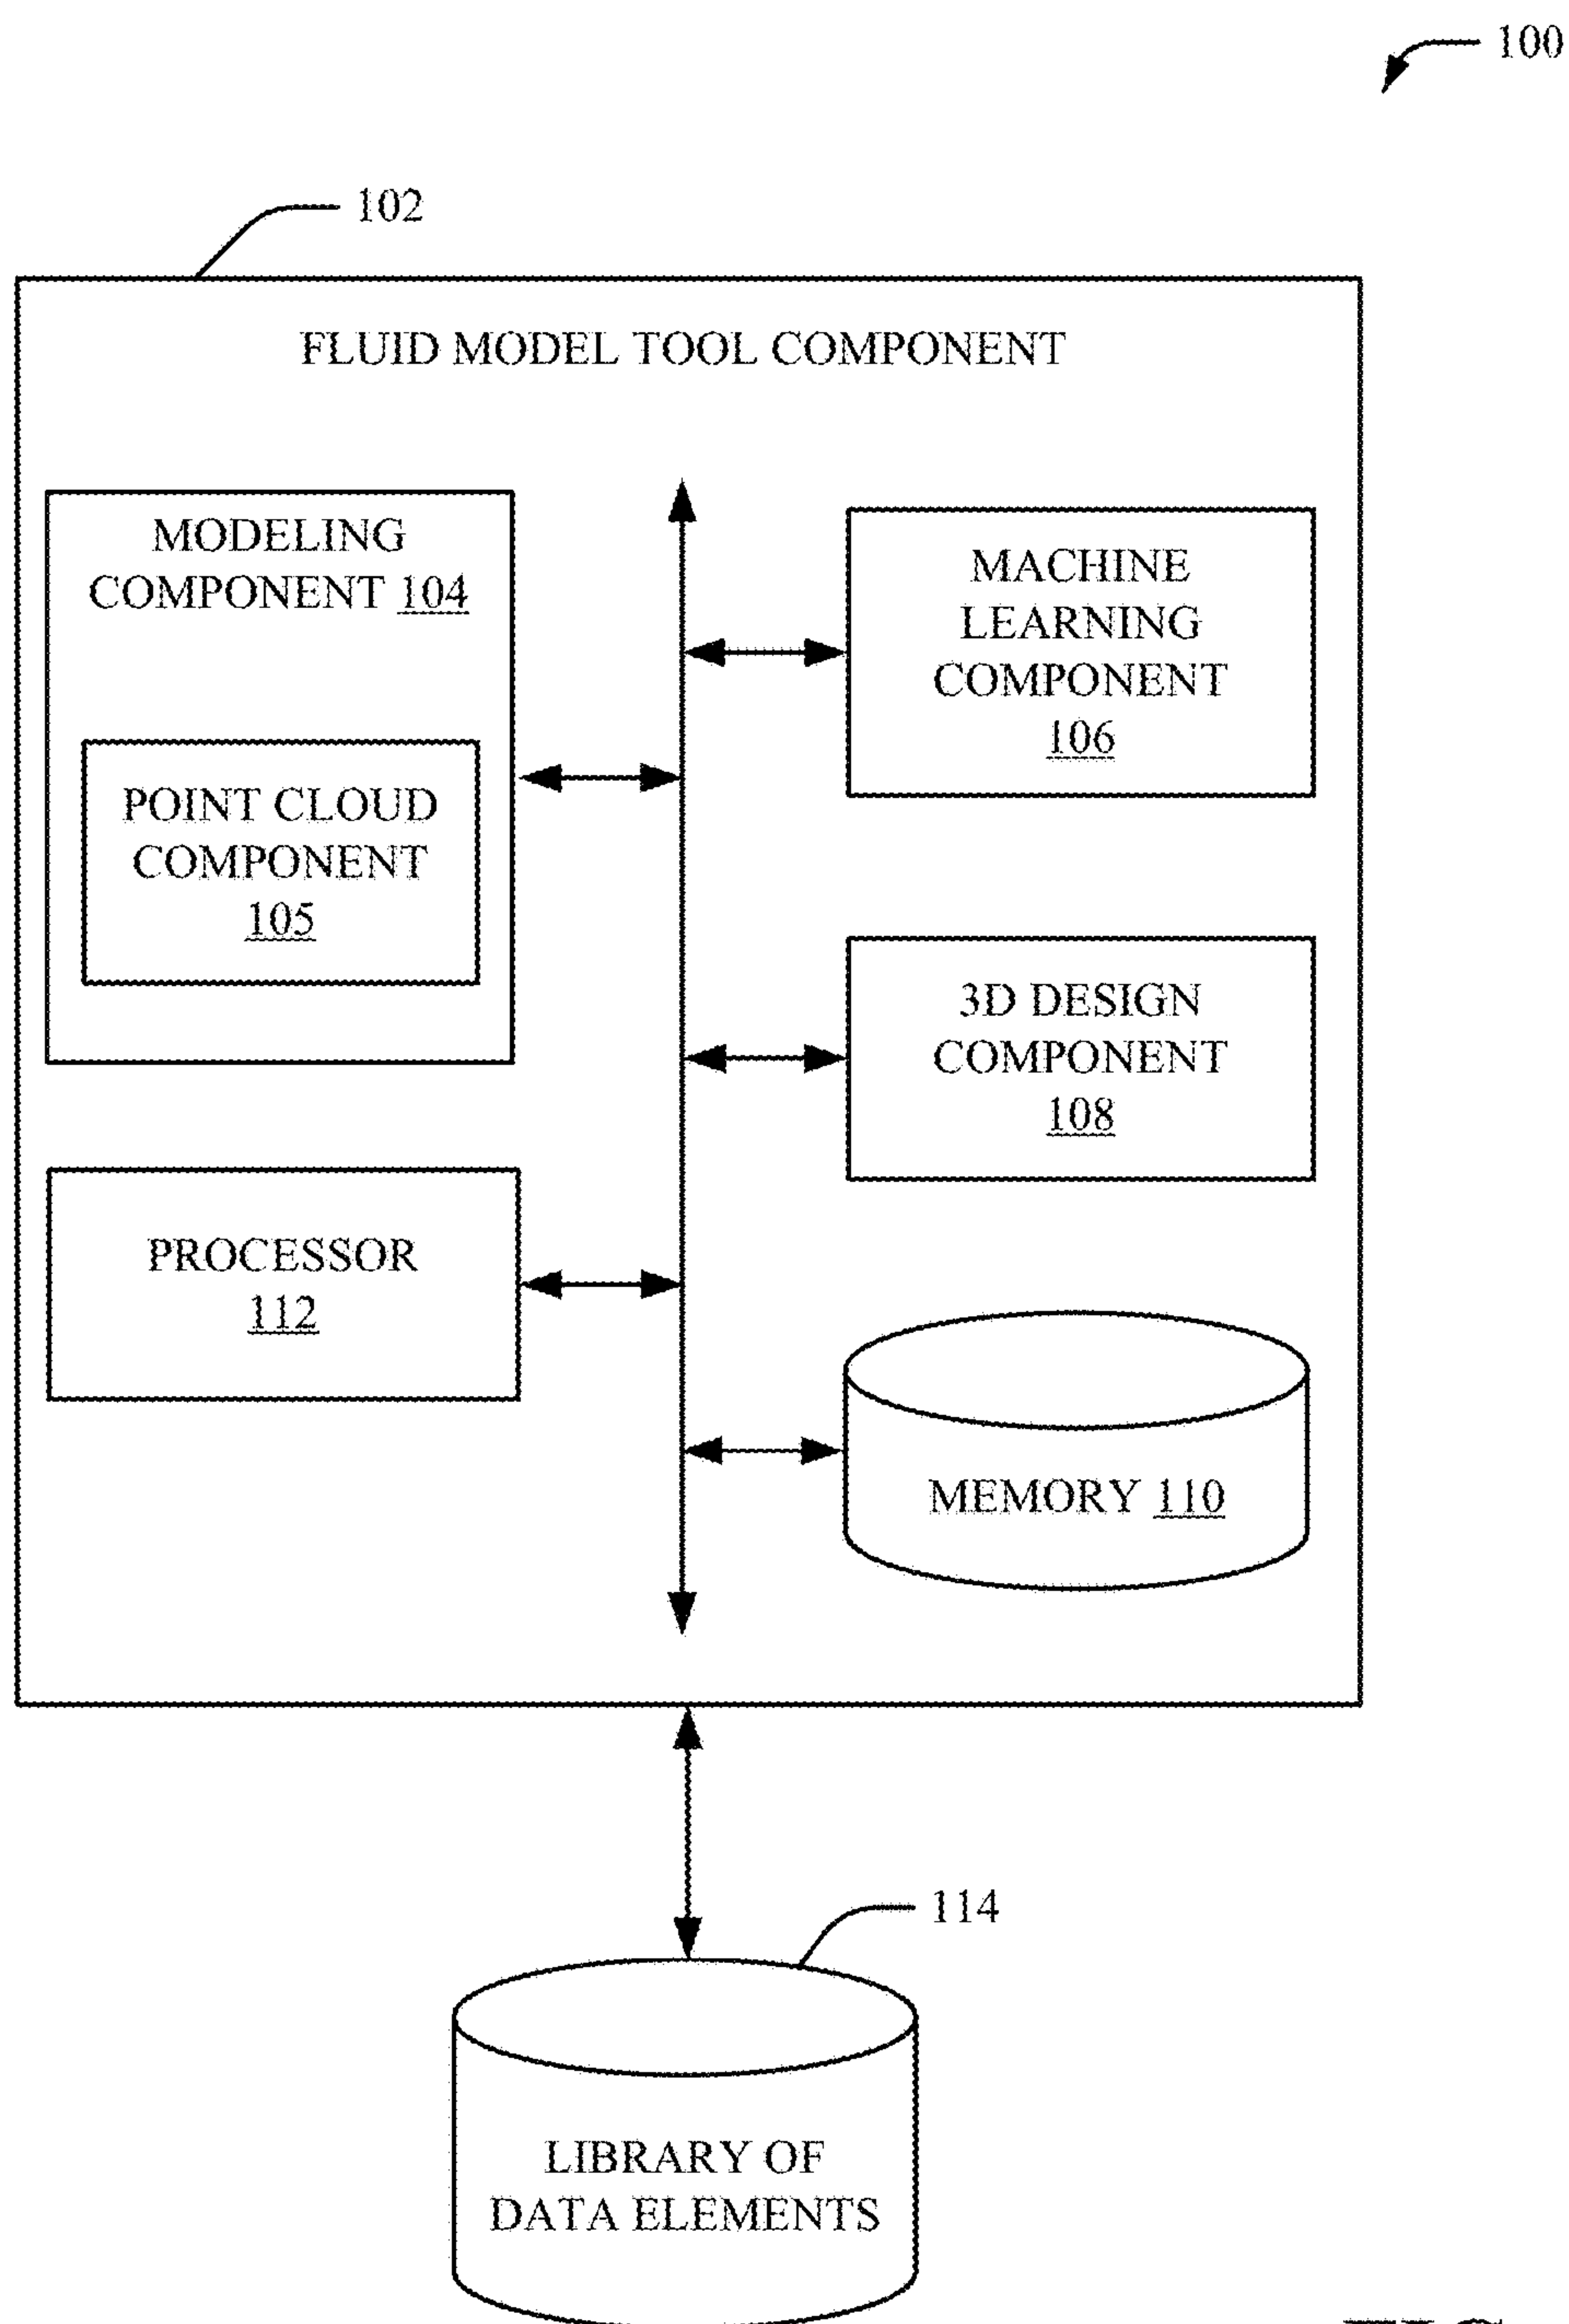 100
102
FLUID MODEL TOOL COMPONENT
MODELING
COMPONENT 104
POINT CLOUD
COMPONENT
105
MACHINE
LEARNING
COMPONENT
106
3D DESIGN
COMPONENT
108
PROCESSOR
112
MEMORY 110
114
LIBRARY OF
DATA ELEMENTS